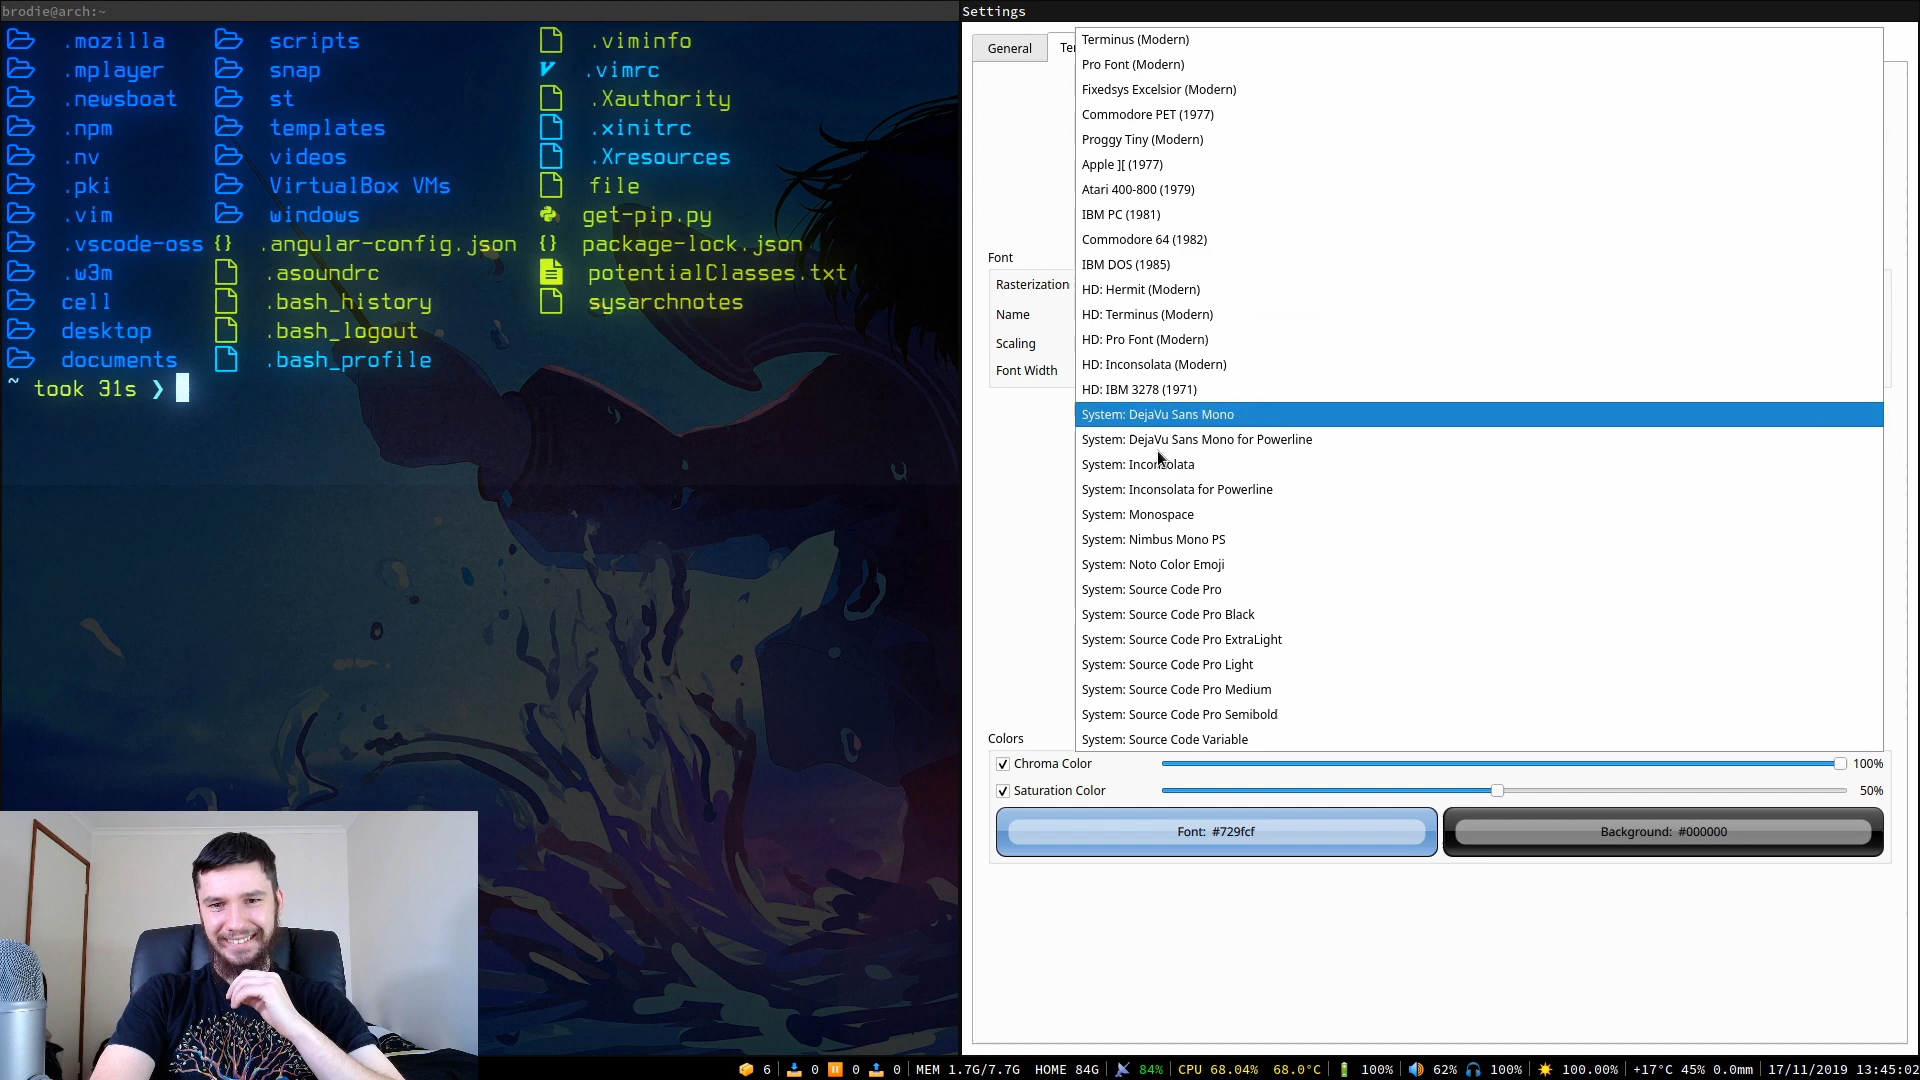 brodie@arch:~
.mozilla scripts .viminfo
.mplayer snap .vimrc
.newsboat st .Xauthority
.npm templates .xinitrc
.nv videos .Xresources
.pki VirtualBox VMs file
.vim windows get-pip.py
.vscode-oss {} .angular-config.json {} package-lock.json
.w3m .asoundrc potentialClasses.txt
cell .bash_history sysarchnotes
desktop .bash_logout
documents .bash_profile
~ took 31s ❯
Settings
General Ter
Terminus (Modern)
Pro Font (Modern)
Fixedsys Excelsior (Modern)
Commodore PET (1977)
Proggy Tiny (Modern)
Apple ][ (1977)
Atari 400-800 (1979)
IBM PC (1981)
Commodore 64 (1982)
IBM DOS (1985)
HD: Hermit (Modern)
HD: Terminus (Modern)
HD: Pro Font (Modern)
HD: Inconsolata (Modern)
HD: IBM 3278 (1971)
System: DejaVu Sans Mono
System: DejaVu Sans Mono for Powerline
System: Inconsolata
System: Inconsolata for Powerline
System: Monospace
System: Nimbus Mono PS
System: Noto Color Emoji
System: Source Code Pro
System: Source Code Pro Black
System: Source Code Pro ExtraLight
System: Source Code Pro Light
System: Source Code Pro Medium
System: Source Code Pro Semibold
System: Source Code Variable
Font
Rasterization
Name
Scaling
Font Width
Colors
Chroma Color 100%
Saturation Color 50%
Font: #729fcf Background: #000000
6 0 0 0 MEM 1.7G/7.7G HOME 84G 84% CPU 68.04% 68.0°C 100% 62% 100% 100.00% +17°C 45% 0.0mm 17/11/2019 13:45:02